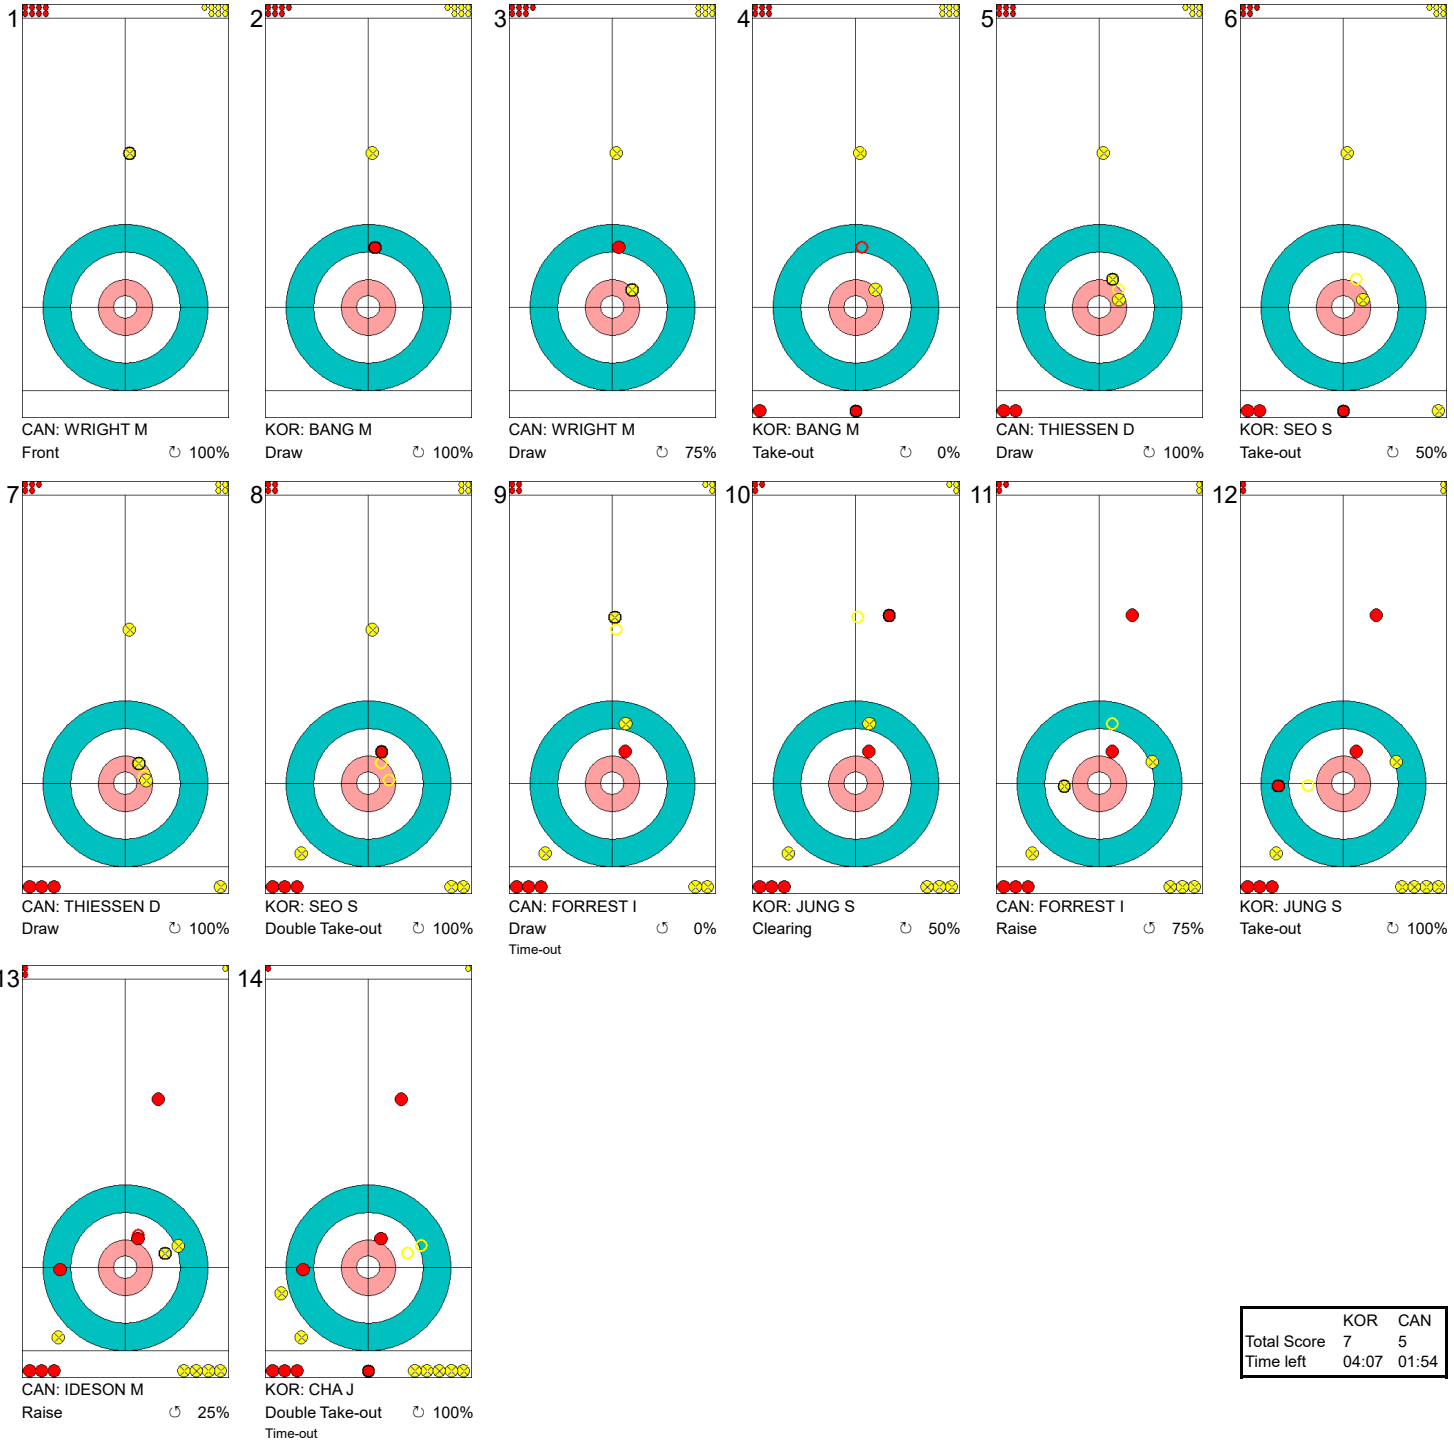 1 2 3 4 5 6
CAN: WRIGHT M KOR: BANG M CAN: WRIGHT M KOR: BANG M CAN: THIESSEN D KOR: SEO S
Front ↻ 100% Draw ↻ 100% Draw ↻ 75% Take-out ↻ 0% Draw ↻ 100% Take-out ↻ 50%
7 8 9 10 11 12
CAN: THIESSEN D KOR: SEO S CAN: FORREST I KOR: JUNG S CAN: FORREST I KOR: JUNG S
Draw ↻ 100% Double Take-out ↻ 100% Draw ↺ 0% Clearing ↻ 50% Raise ↺ 75% Take-out ↻ 100%
Time-out
13 14
KOR CAN
Total Score 7 5
Time left 04:07 01:54
CAN: IDESON M KOR: CHA J
Raise ↺ 25% Double Take-out ↻ 100%
Time-out